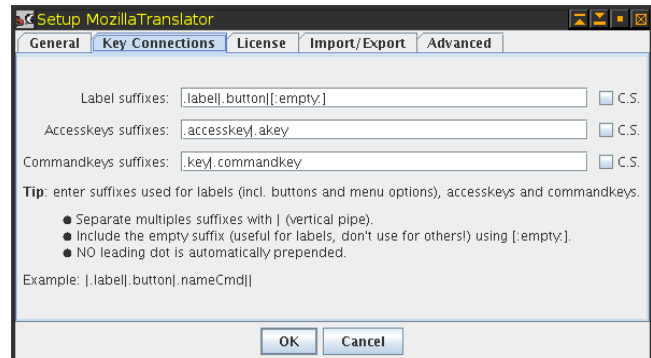 Setup MozillaTranslator
General Key Connections License Import/Export Advanced
Label suffixes: .label|.button|[:empty:] C.S.
Accesskeys suffixes: .accesskey|.akey C.S.
Commandkeys suffixes: .key|.commandkey C.S.
Tip: enter suffixes used for labels (incl. buttons and menu options), accesskeys and commandkeys.
Separate multiples suffixes with | (vertical pipe).
Include the empty suffix (useful for labels, don't use for others!) using [:empty:].
NO leading dot is automatically prepended.
Example: |.label|.button|.nameCmd||
OK Cancel